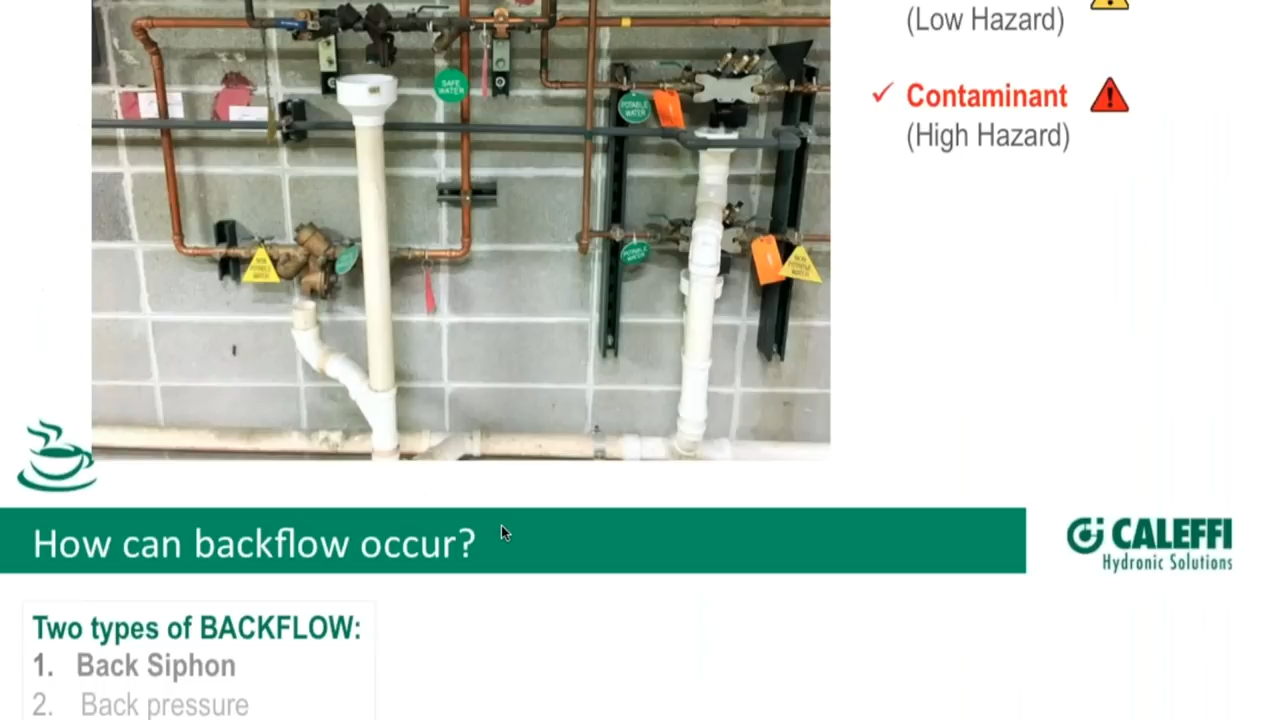 (Low Hazard)
✓ Contaminant
(High Hazard)
SAFE
WATER
POTABLE
WATER
POTABLE
WATER
NON
POTABLE
WATER
NON
POTABLE
WATER
How can backflow occur?
CALEFFI
Hydronic Solutions
Two types of BACKFLOW:
1. Back Siphon
2. Back pressure